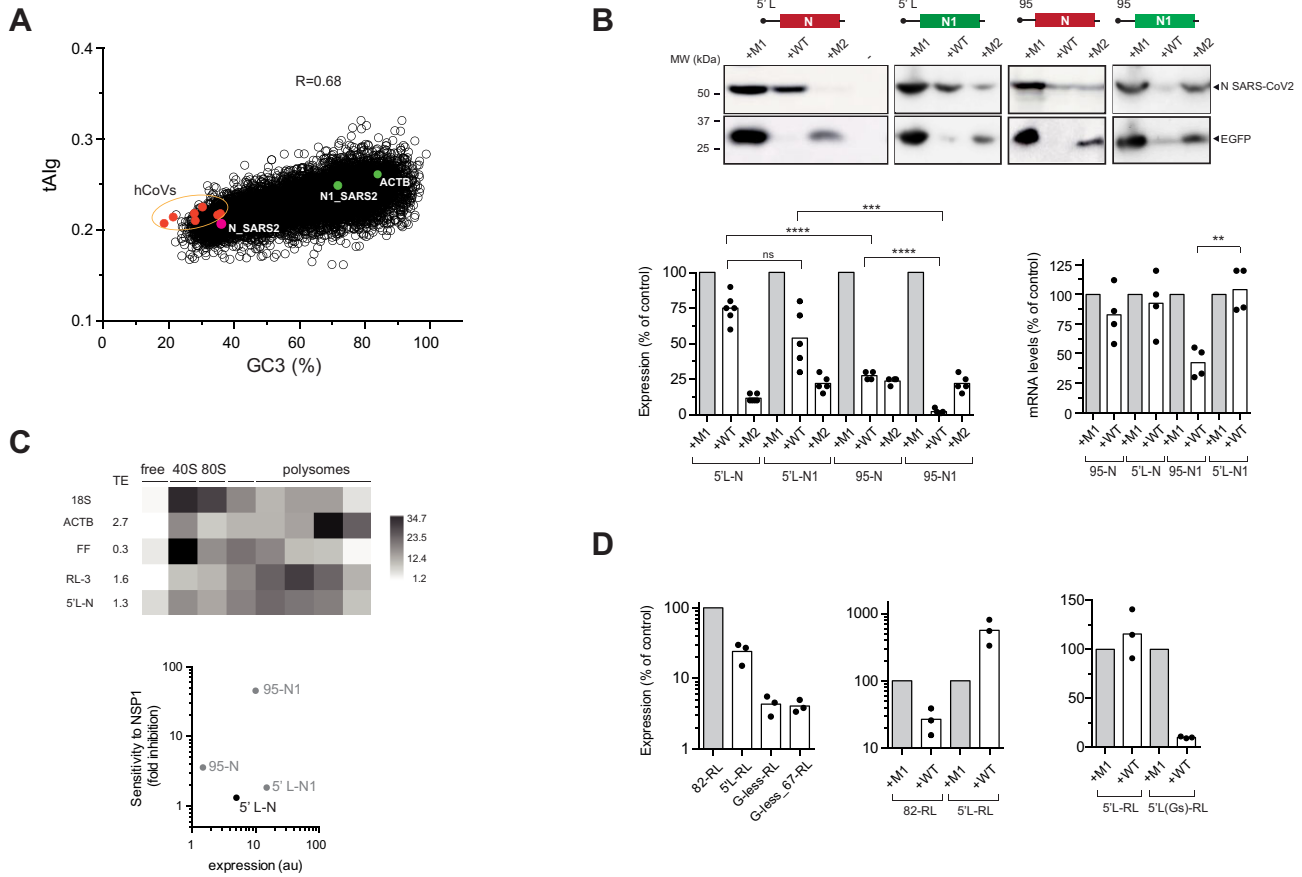 A
R=0.68
0.4
0.3
0.2
0.1
tAIg
hCoVs
ACTB
N1_SARS2
N_SARS2
0 20 40 60 80 100
GC3 (%)
B
5' L 5' L 95 95
N N1 N N1
+M1 +WT +M2 - +M1 +WT +M2 +M1 +WT +M2 +M1 +WT +M2
MW (kDa)
50
37
25
N SARS-CoV2
EGFP
***
****
ns
****
100
75
50
25
0
Expression (% of control)
+M1 +WT +M2 +M1 +WT +M2 +M1 +WT +M2 +M1 +WT +M2
5'L-N 5'L-N1 95-N 95-N1
**
125
100
75
50
25
0
mRNA levels (% of control)
+M1 +WT +M1 +WT +M1 +WT +M1 +WT
95-N 5'L-N 95-N1 5'L-N1
C
TE free 40S 80S polysomes
18S
ACTB 2.7
FF 0.3
RL-3 1.6
5'L-N 1.3
34.7
23.5
12.4
1.2
100
10
1
Sensitivity to NSP1
(fold inhibition)
95-N1
95-N
5' L-N1
5' L-N
1 10 100
expression (au)
D
100
10
1
Expression (% of control)
82-RL 5'L-RL G-less-RL G-less_67-RL
1000
100
10
+M1 +WT +M1 +WT
82-RL 5'L-RL
150
100
50
0
+M1 +WT +M1 +WT
5'L-RL 5'L(Gs)-RL